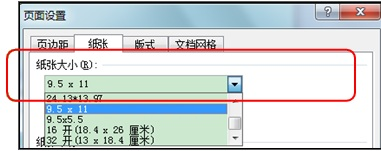 页面设置
页边距 纸张 版式 文档网格
纸张大小(R):
9.5 x 11
24.13*13.97
9.5 x 11
9.5x5.5
16 开(18.4 x 26 厘米)
32 开(13 x 18.4 厘米)